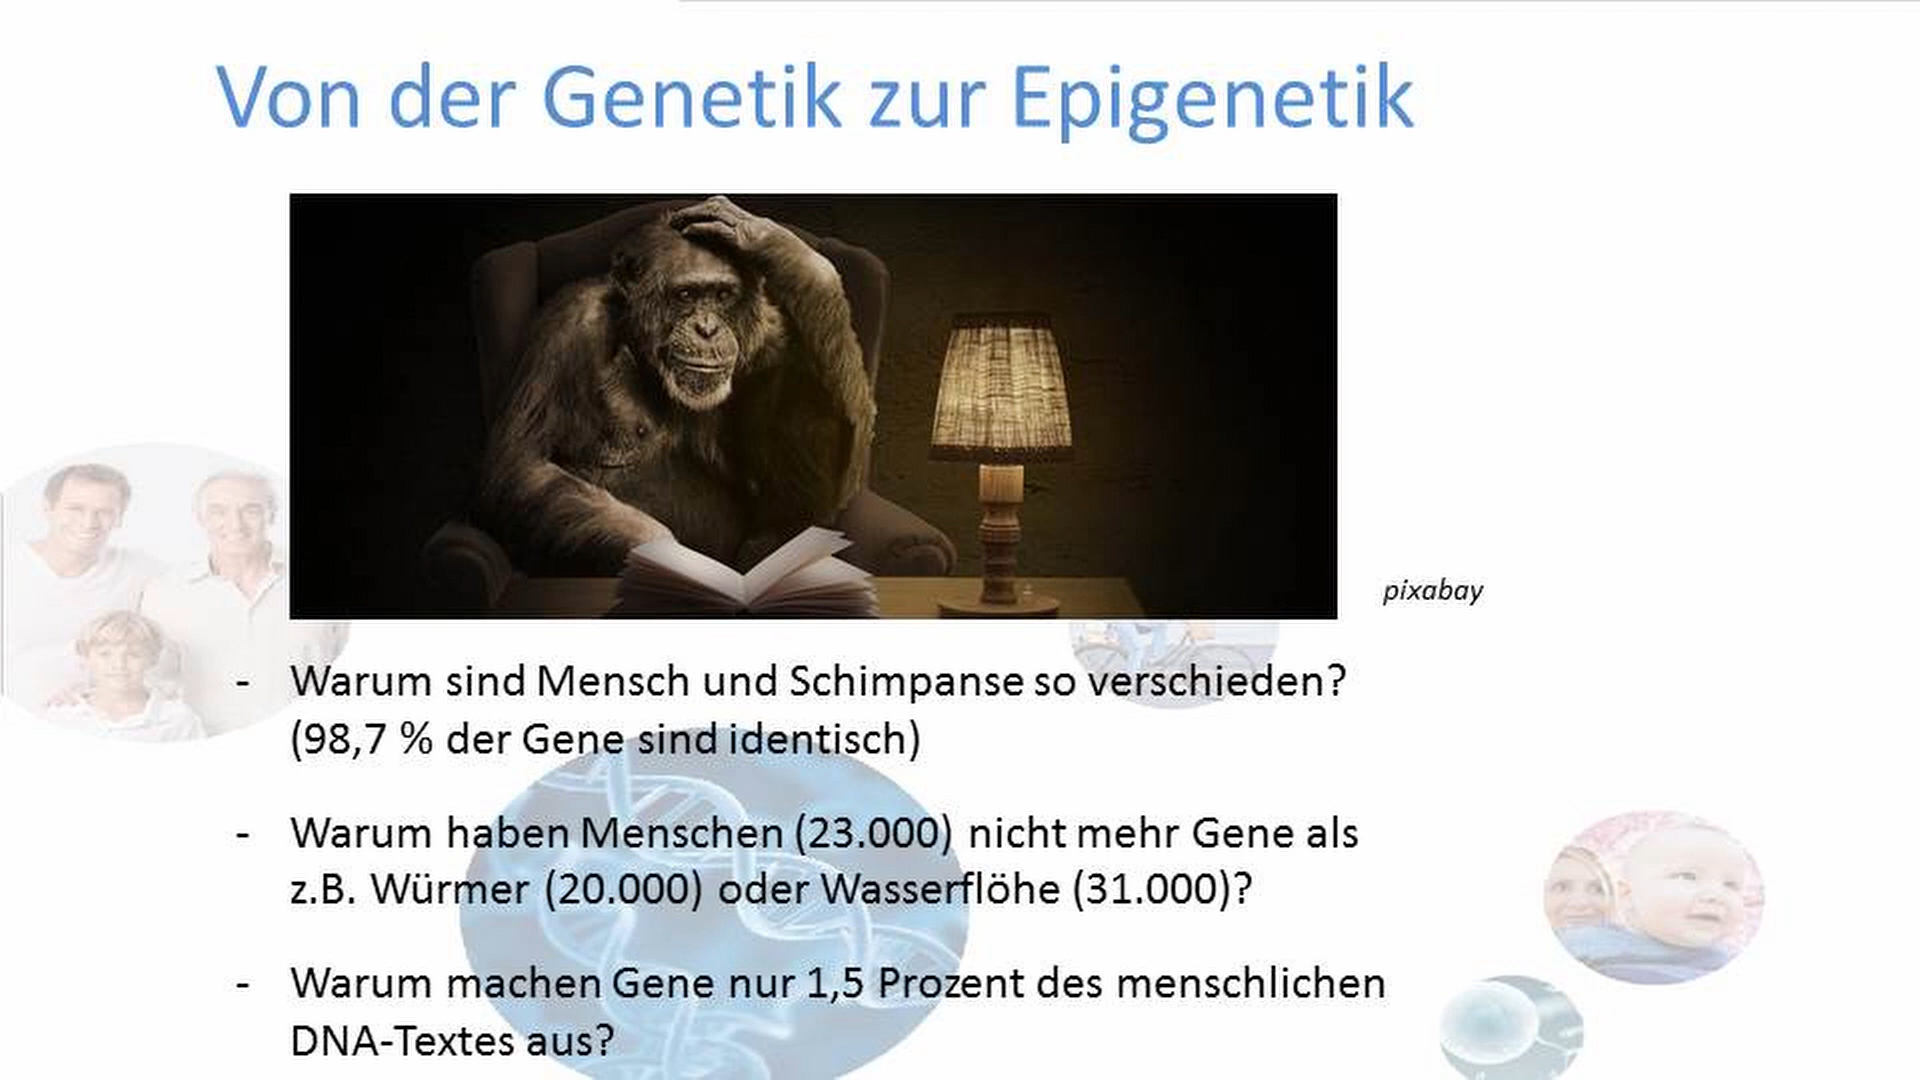 Von der Genetik zur Epigenetik
pixabay
- Warum sind Mensch und Schimpanse so verschieden?
(98,7 % der Gene sind identisch)
- Warum haben Menschen (23.000) nicht mehr Gene als
z.B. Würmer (20.000) oder Wasserflöhe (31.000)?
- Warum machen Gene nur 1,5 Prozent des menschlichen
DNA-Textes aus?